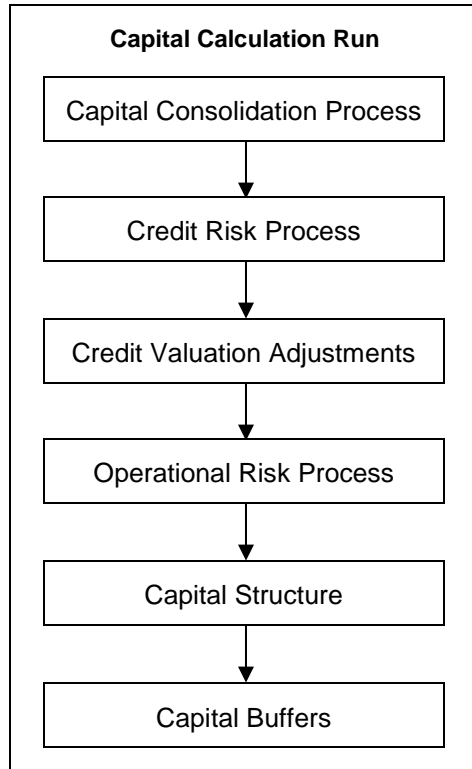 Capital Calculation Run
Capital Consolidation Process
Credit Risk Process
Credit Valuation Adjustments
Operational Risk Process
Capital Structure
Capital Buffers